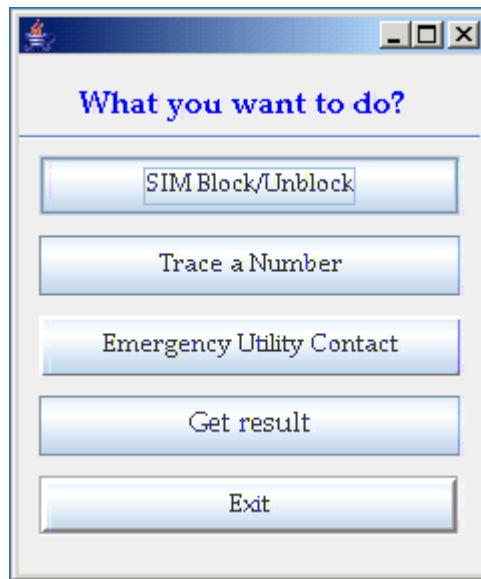 What you want to do?
SIM Block/Unblock
Trace a Number
Emergency Utility Contact
Get result
Exit